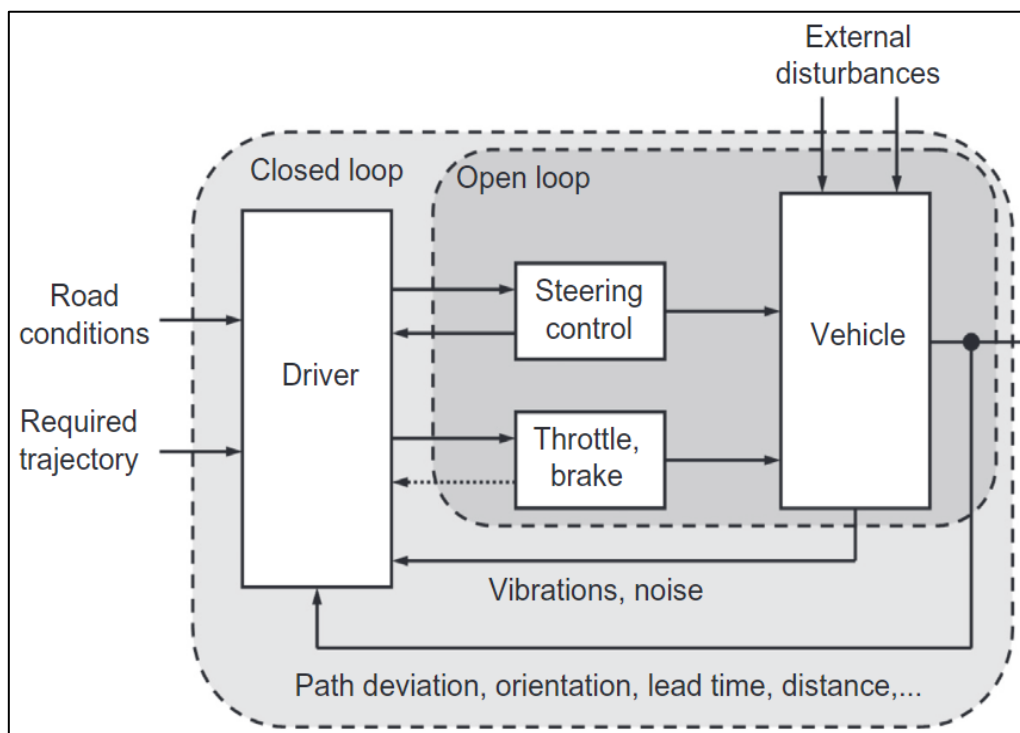 External
disturbances
Closed loop
Open loop
Road
conditions
Steering
control
Vehicle
Driver
Required
trajectory
Throttle,
brake
Vibrations, noise
Path deviation, orientation, lead time, distance,...